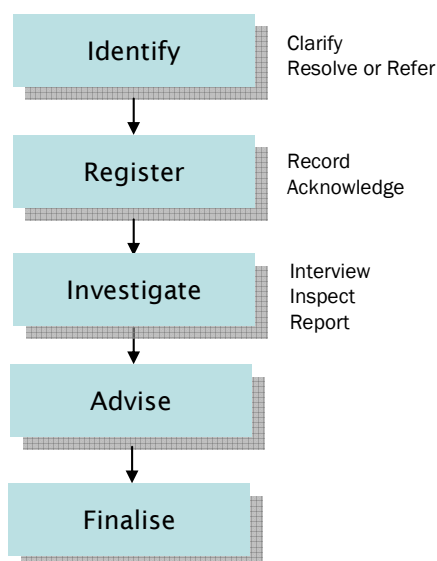 Identify
Clarify
Resolve or Refer
Register
Record
Acknowledge
Investigate
Interview
Inspect
Report
Advise
Finalise